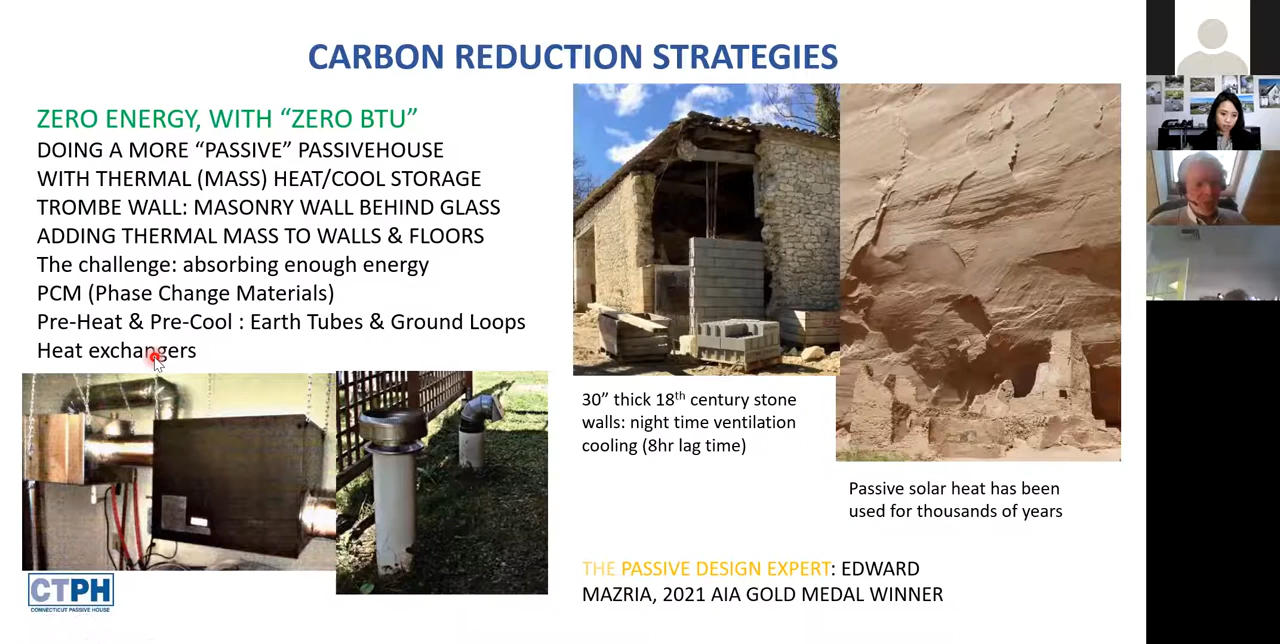 CARBON REDUCTION STRATEGIES
ZERO ENERGY, WITH “ZERO BTU”
DOING A MORE “PASSIVE” PASSIVEHOUSE
WITH THERMAL (MASS) HEAT/COOL STORAGE
TROMBE WALL: MASONRY WALL BEHIND GLASS
ADDING THERMAL MASS TO WALLS & FLOORS
The challenge: absorbing enough energy
PCM (Phase Change Materials)
Pre-Heat & Pre-Cool : Earth Tubes & Ground Loops
Heat exchangers
30” thick 18th century stone
walls: night time ventilation
cooling (8hr lag time)
Passive solar heat has been
used for thousands of years
THE PASSIVE DESIGN EXPERT: EDWARD
MAZRIA, 2021 AIA GOLD MEDAL WINNER
CTPH
CONNECTICUT PASSIVE HOUSE